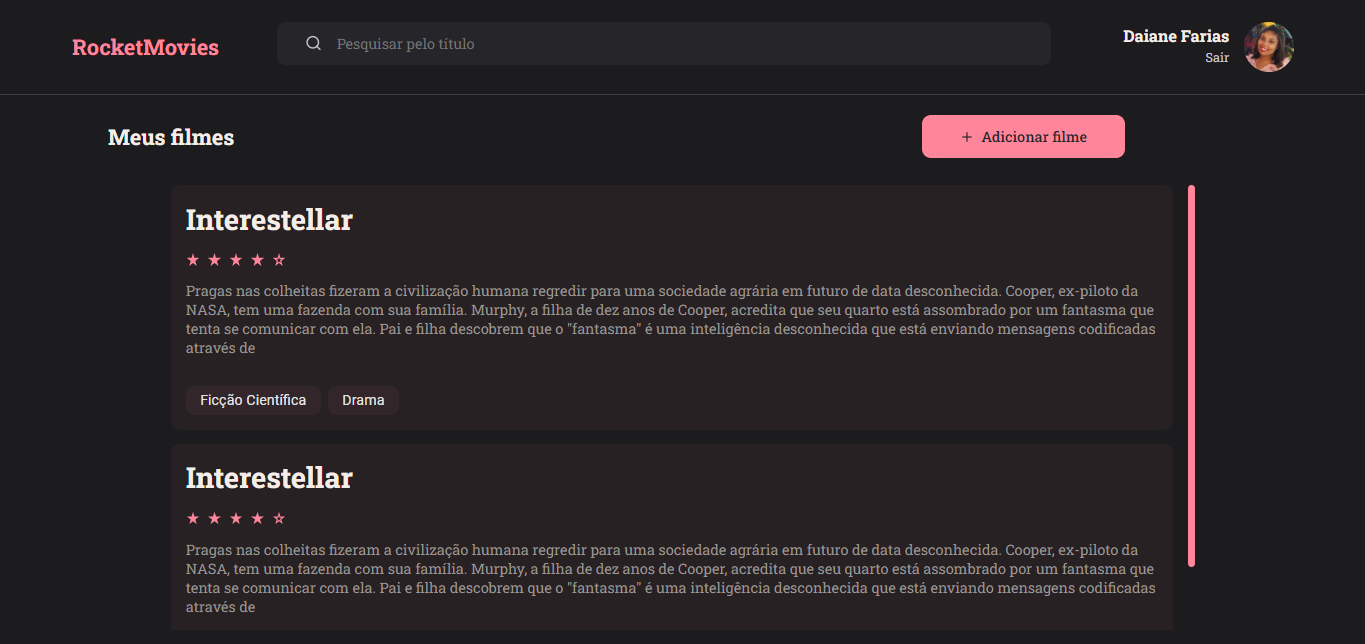 RocketMovies
Pesquisar pelo título
Daiane Farias
Sair
Meus filmes
+ Adicionar filme
Interestellar
★ ★ ★ ★ ☆
Pragas nas colheitas fizeram a civilização humana regredir para uma sociedade agrária em futuro de data desconhecida. Cooper, ex-piloto da
NASA, tem uma fazenda com sua família. Murphy, a filha de dez anos de Cooper, acredita que seu quarto está assombrado por um fantasma que
tenta se comunicar com ela. Pai e filha descobrem que o "fantasma" é uma inteligência desconhecida que está enviando mensagens codificadas
através de
Ficção Científica Drama
Interestellar
★ ★ ★ ★ ☆
Pragas nas colheitas fizeram a civilização humana regredir para uma sociedade agrária em futuro de data desconhecida. Cooper, ex-piloto da
NASA, tem uma fazenda com sua família. Murphy, a filha de dez anos de Cooper, acredita que seu quarto está assombrado por um fantasma que
tenta se comunicar com ela. Pai e filha descobrem que o "fantasma" é uma inteligência desconhecida que está enviando mensagens codificadas
através de